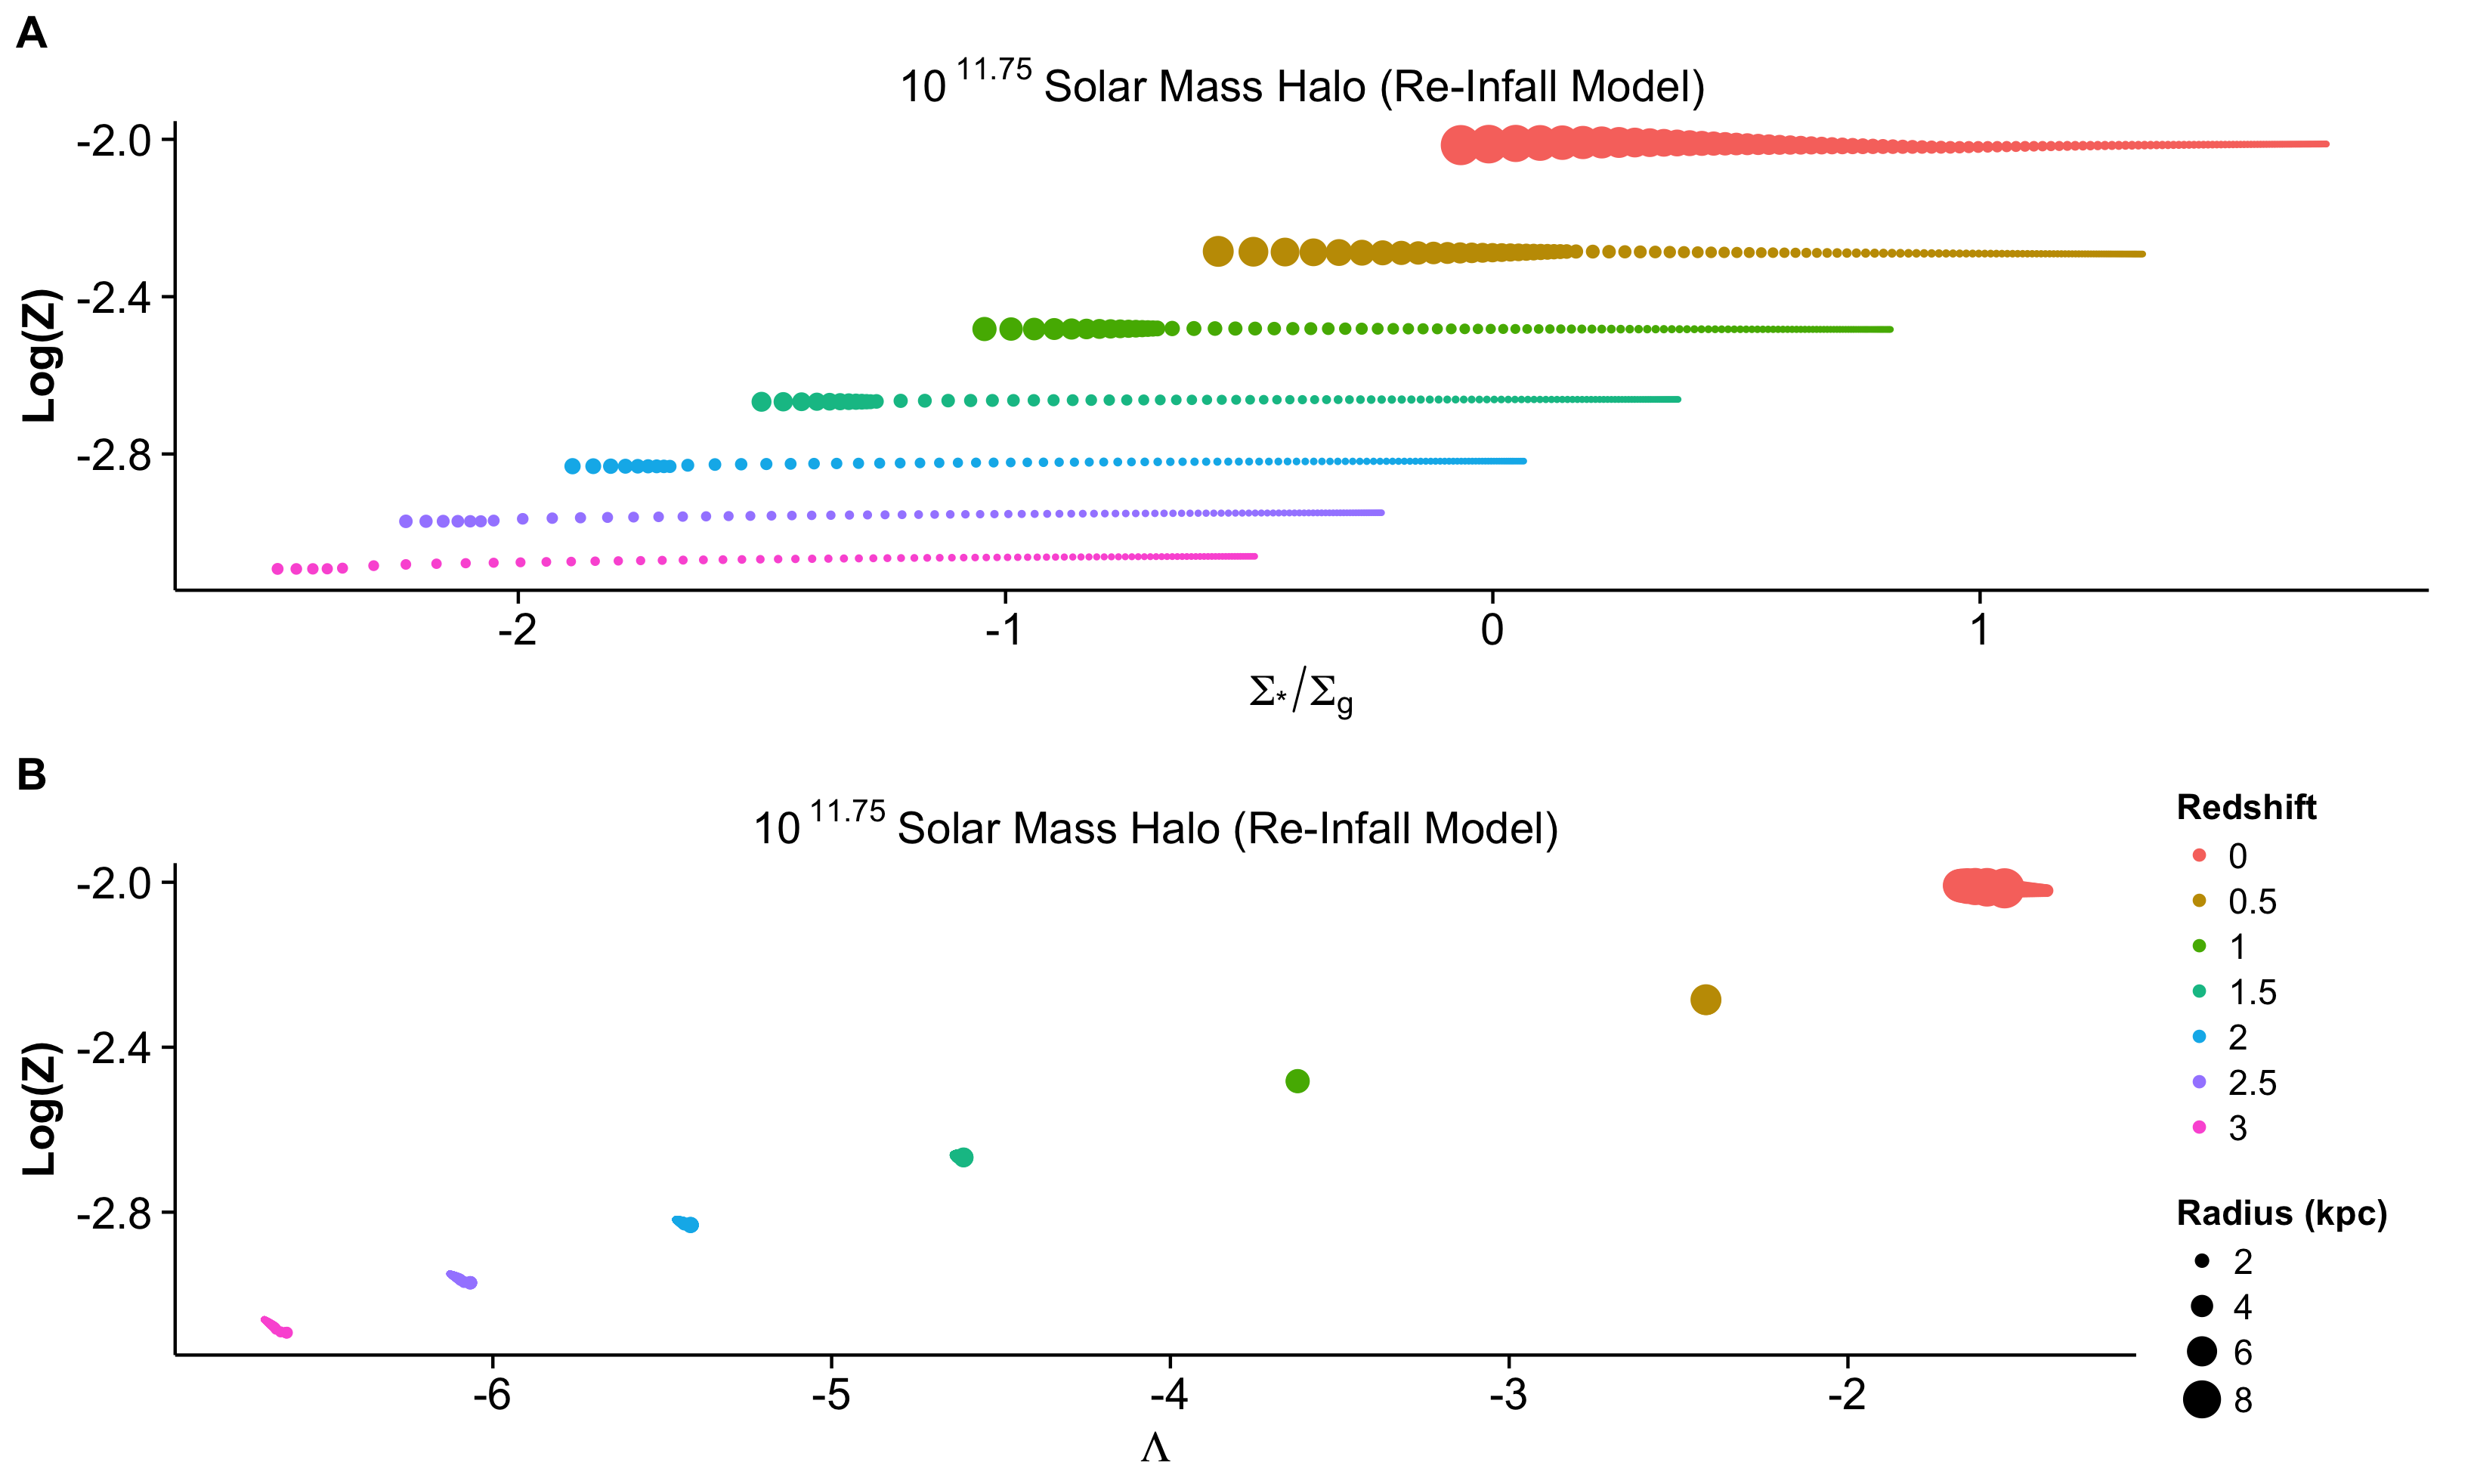 A
10 11.75 Solar Mass Halo (Re-Infall Model)
Log(Z)
-2.0
-2.4
-2.8
-2 -1 0 1
Σ*/Σg
B
10 11.75 Solar Mass Halo (Re-Infall Model)
Log(Z)
-2.0
-2.4
-2.8
-6 -5 -4 -3 -2
Λ
Redshift
0
0.5
1
1.5
2
2.5
3
Radius (kpc)
2
4
6
8